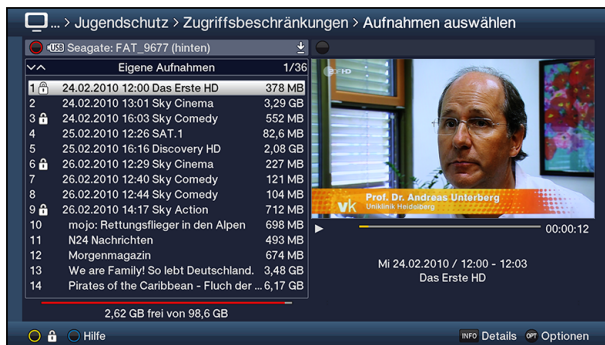 ... > Jugendschutz > Zugriffsbeschränkungen > Aufnahmen auswählen
USB Seagate: FAT_9677 (hinten)
Eigene Aufnahmen 1/36
1 24.02.2010 12:00 Das Erste HD 378 MB
2 24.02.2010 13:01 Sky Cinema 3,29 GB
3 24.02.2010 16:03 Sky Comedy 552 MB
4 25.02.2010 12:26 SAT.1 82,6 MB
5 25.02.2010 16:16 Discovery HD 2,08 GB
6 26.02.2010 12:29 Sky Cinema 227 MB
7 26.02.2010 12:40 Sky Comedy 121 MB
8 26.02.2010 12:44 Sky Comedy 104 MB
9 26.02.2010 14:17 Sky Action 712 MB
10 mojo: Rettungsflieger in den Alpen 698 MB
11 N24 Nachrichten 493 MB
12 Morgenmagazin 674 MB
13 We are Family! So lebt Deutschland. 3,48 GB
14 Pirates of the Caribbean - Fluch der ... 6,17 GB
2,62 GB frei von 98,6 GB
ZDF HD
vk
Prof. Dr. Andreas Unterberg
Uniklinik Heidelberg
00:00:12
Mi 24.02.2010 / 12:00 - 12:03
Das Erste HD
Hilfe
INFO Details OPT Optionen